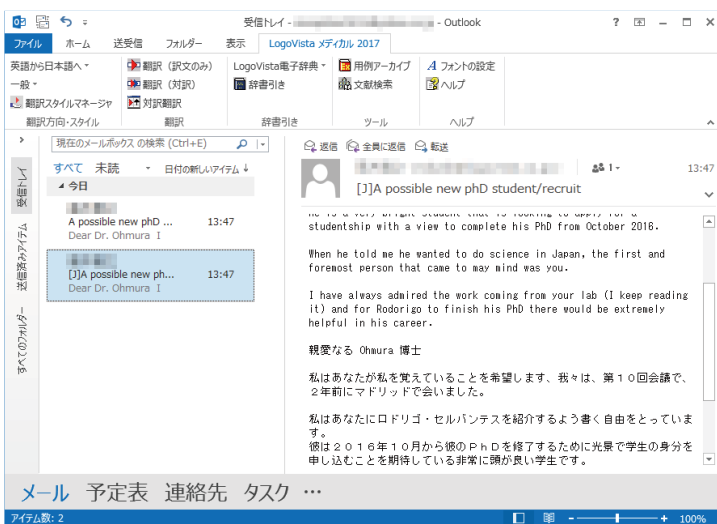 受信トレイ - - Outlook
ファイル ホーム 送受信 フォルダー 表示 LogoVista メディカル 2017
英語から日本語へ 翻訳（訳文のみ） LogoVista電子辞典 用例アーカイブ A フォントの設定
一般 翻訳（対訳） 辞書引き 文献検索 ヘルプ
翻訳スタイルマネージャ 対訳翻訳
翻訳方向・スタイル 翻訳 辞書引き ツール ヘルプ
現在のメールボックス の検索 (Ctrl+E)
すべて 未読 日付の新しいアイテム ↓
今日
A possible new phD ... 13:47
Dear Dr. Ohmura I
[J]A possible new ph... 13:47
Dear Dr. Ohmura I
受信トレイ
送信済みアイテム
すべてのフォルダー
返信 全員に返信 転送
1 13:47
[J]A possible new phD student/recruit
he is a very bright student that is looking to apply for a
studentship with a view to complete his PhD from October 2016.
When he told me he wanted to do science in Japan, the first and
foremost person that came to may mind was you.
I have always admired the work coming from your lab (I keep reading
it) and for Rodorigo to finish his PhD there would be extremely
helpful in his career.
親愛なる Ohmura 博士
私はあなたが私を覚えていることを希望します、我々は、第１０回会議で、
２年前にマドリッドで会いました。
私はあなたにロドリゴ・セルバンテスを紹介するよう書く自由をとっていま
す。
彼は２０１６年１０月から彼のＰｈＤを修了するために光景で学生の身分を
申し込むことを期待している非常に頭が良い学生です。
メール 予定表 連絡先 タスク ···
アイテム数: 2 100%